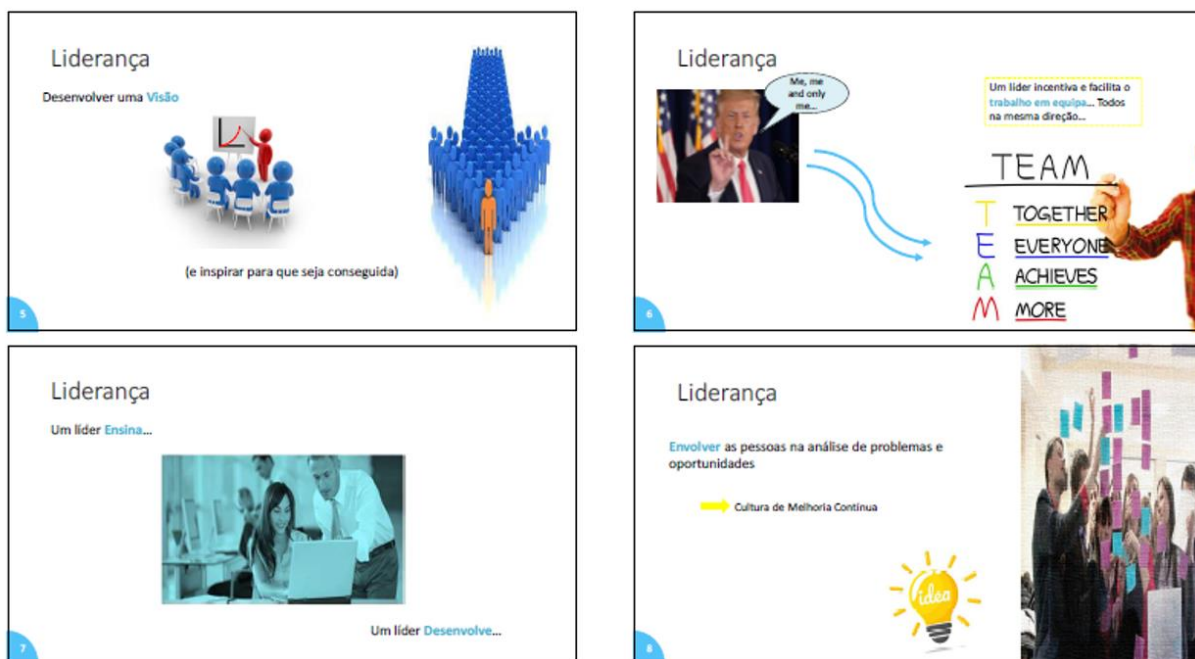 Liderança
Desenvolver uma Visão
(e inspirar para que seja conseguida)
5
Liderança
Me, me
and only
me...
Um líder incentiva e facilita o
trabalho em equipa... Todos
na mesma direção...
TEAM
T TOGETHER
E EVERYONE
A ACHIEVES
M MORE
6
Liderança
Um líder Ensina...
Um líder Desenvolve...
7
Liderança
Envolver as pessoas na análise de problemas e
oportunidades
Cultura de Melhoria Contínua
idea
8